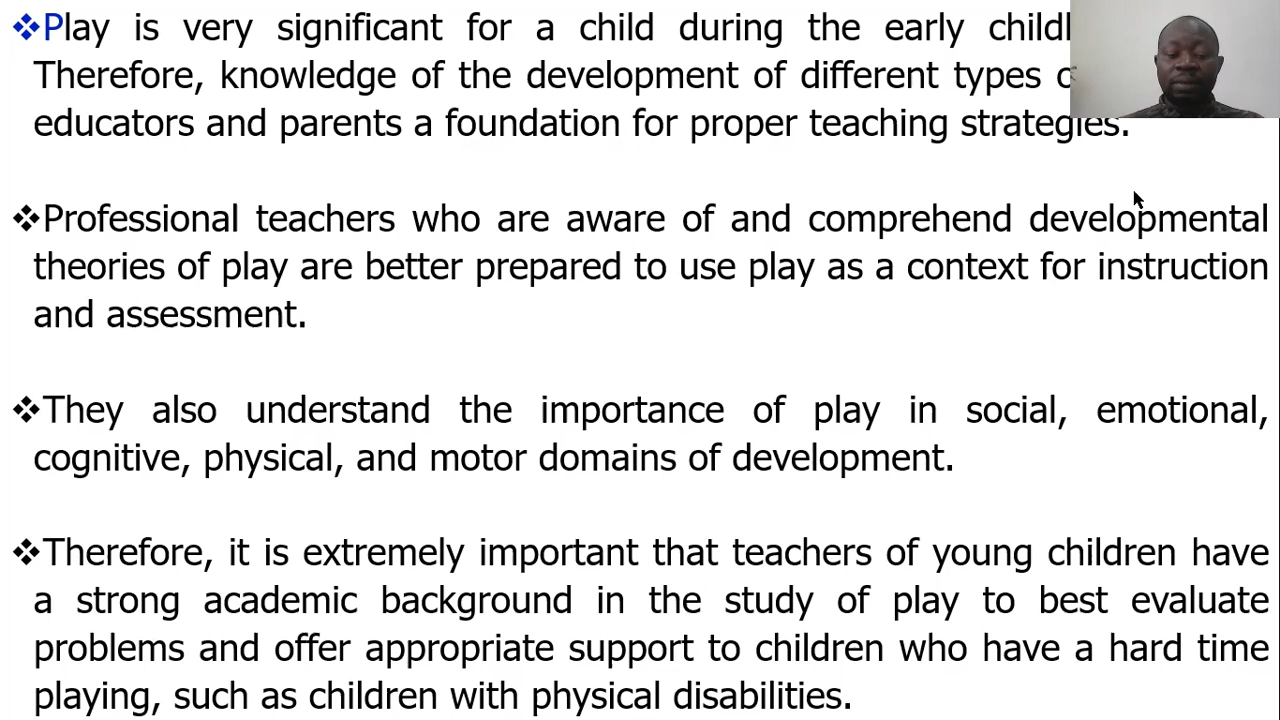 ❖Play is very significant for a child during the early
Therefore, knowledge of the development of different types
educators and parents a foundation for proper teaching strategies.
❖Professional teachers who are aware of and comprehend developmental
theories of play are better prepared to use play as a context for instruction
and assessment.
❖They also understand the importance of play in social, emotional,
cognitive, physical, and motor domains of development.
❖Therefore, it is extremely important that teachers of young children have
a strong academic background in the study of play to best evaluate
problems and offer appropriate support to children who have a hard time
playing, such as children with physical disabilities.